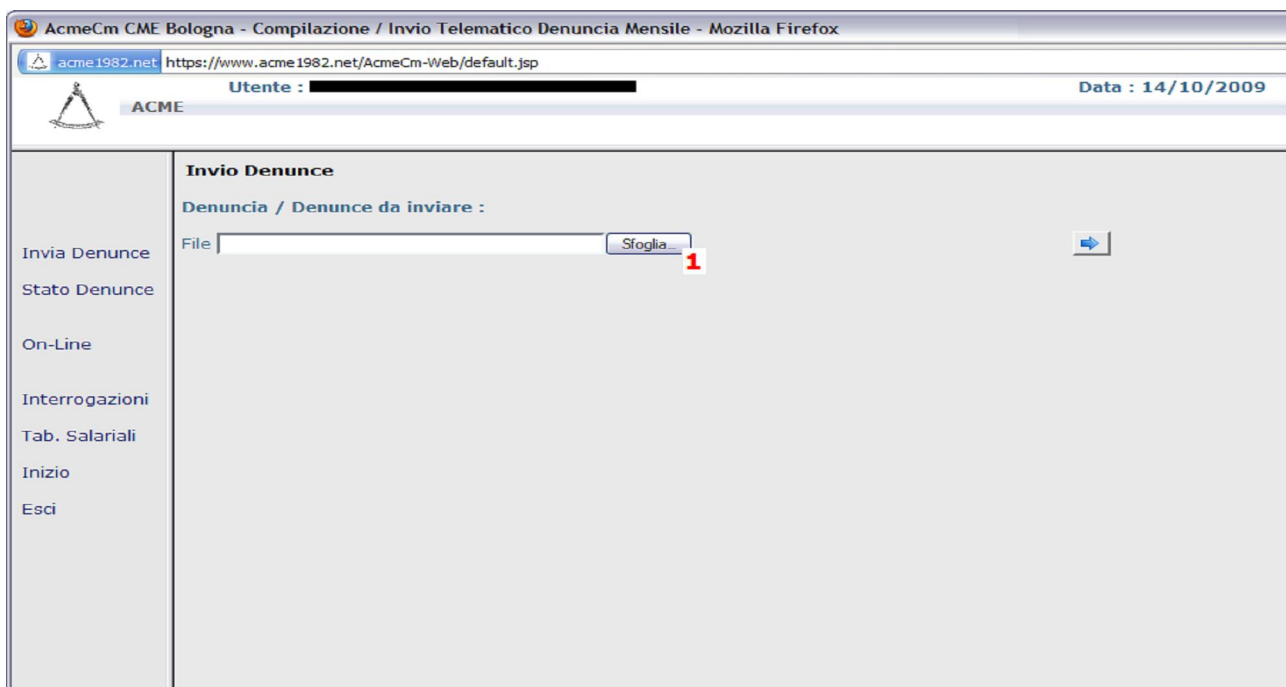 AcmeCm CME Bologna - Compilazione / Invio Telematico Denuncia Mensile - Mozilla Firefox
acme1982.net https://www.acme1982.net/AcmeCm-Web/default.jsp
Utente : Data : 14/10/2009
ACME
Invio Denunce
Denuncia / Denunce da inviare :
File Sfoglia...
1
Invia Denunce
Stato Denunce
On-Line
Interrogazioni
Tab. Salariali
Inizio
Esci